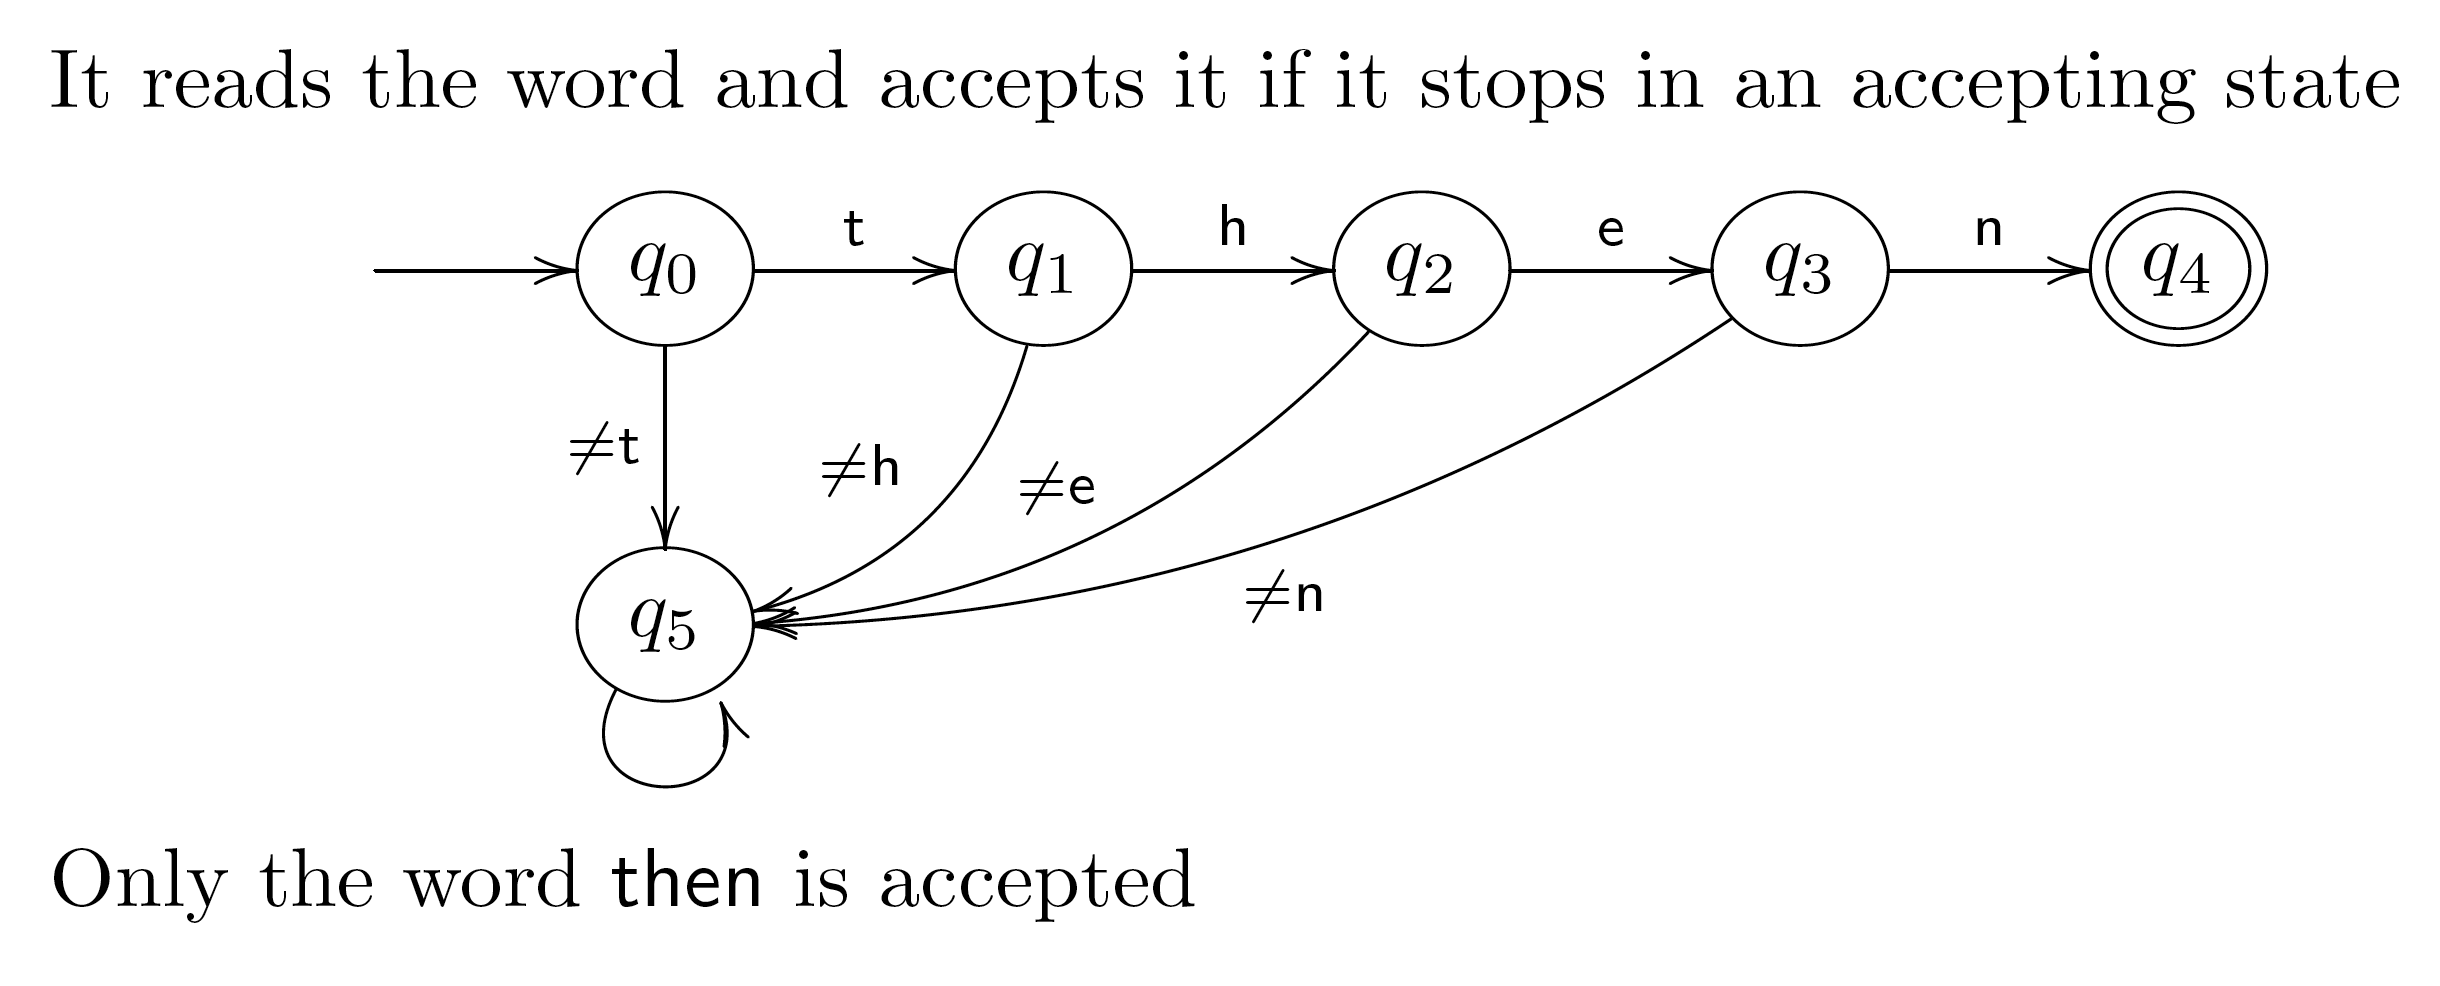 It reads the word and accepts it if it stops in an accepting state
t h e n
q0 q1 q2 q3 q4
≠t ≠h ≠e
≠n
q5
Only the word then is accepted